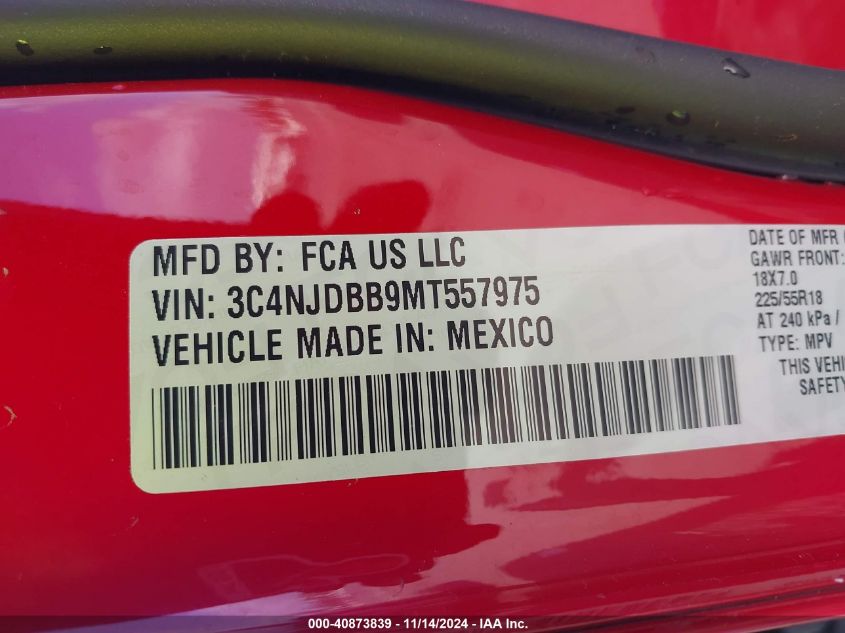 MFD BY: FCA US LLC
VIN: 3C4NJDBB9MT557975
VEHICLE MADE IN: MEXICO
DATE OF MFR
GAWR FRONT:
18X7.0
225/55R18
AT 240 kPa /
TYPE: MPV
THIS VEHI
SAFETY
000-40873839 - 11/14/2024 - IAA Inc.